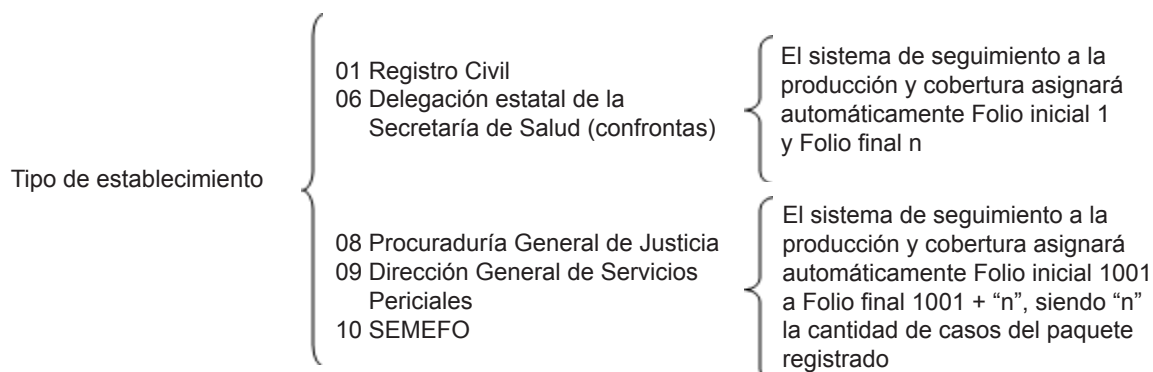 Tipo de establecimiento
01 Registro Civil
06 Delegación estatal de la
Secretaría de Salud (confrontas)
El sistema de seguimiento a la
producción y cobertura asignará
automáticamente Folio inicial 1
y Folio final n
08 Procuraduría General de Justicia
09 Dirección General de Servicios
Periciales
10 SEMEFO
El sistema de seguimiento a la
producción y cobertura asignará
automáticamente Folio inicial 1001
a Folio final 1001 + “n”, siendo “n”
la cantidad de casos del paquete
registrado